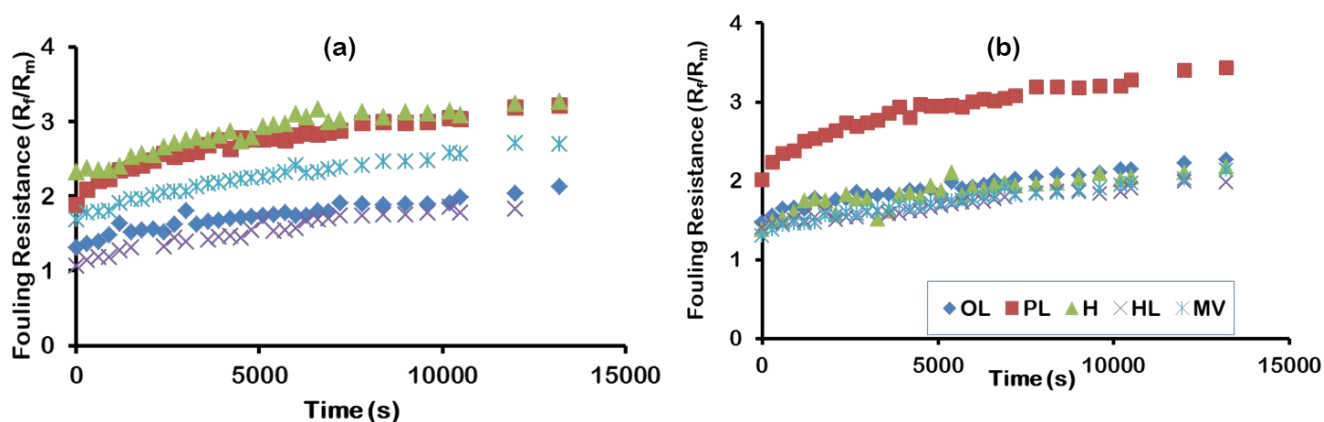 (a)
Fouling Resistance (Rf/Rm)
4
3
2
1
0
0 5000 10000 15000
Time (s)
(b)
Fouling Resistance (Rf/Rm)
4
3
2
1
0
OL PL H HL MV
0 5000 10000 15000
Time (s)